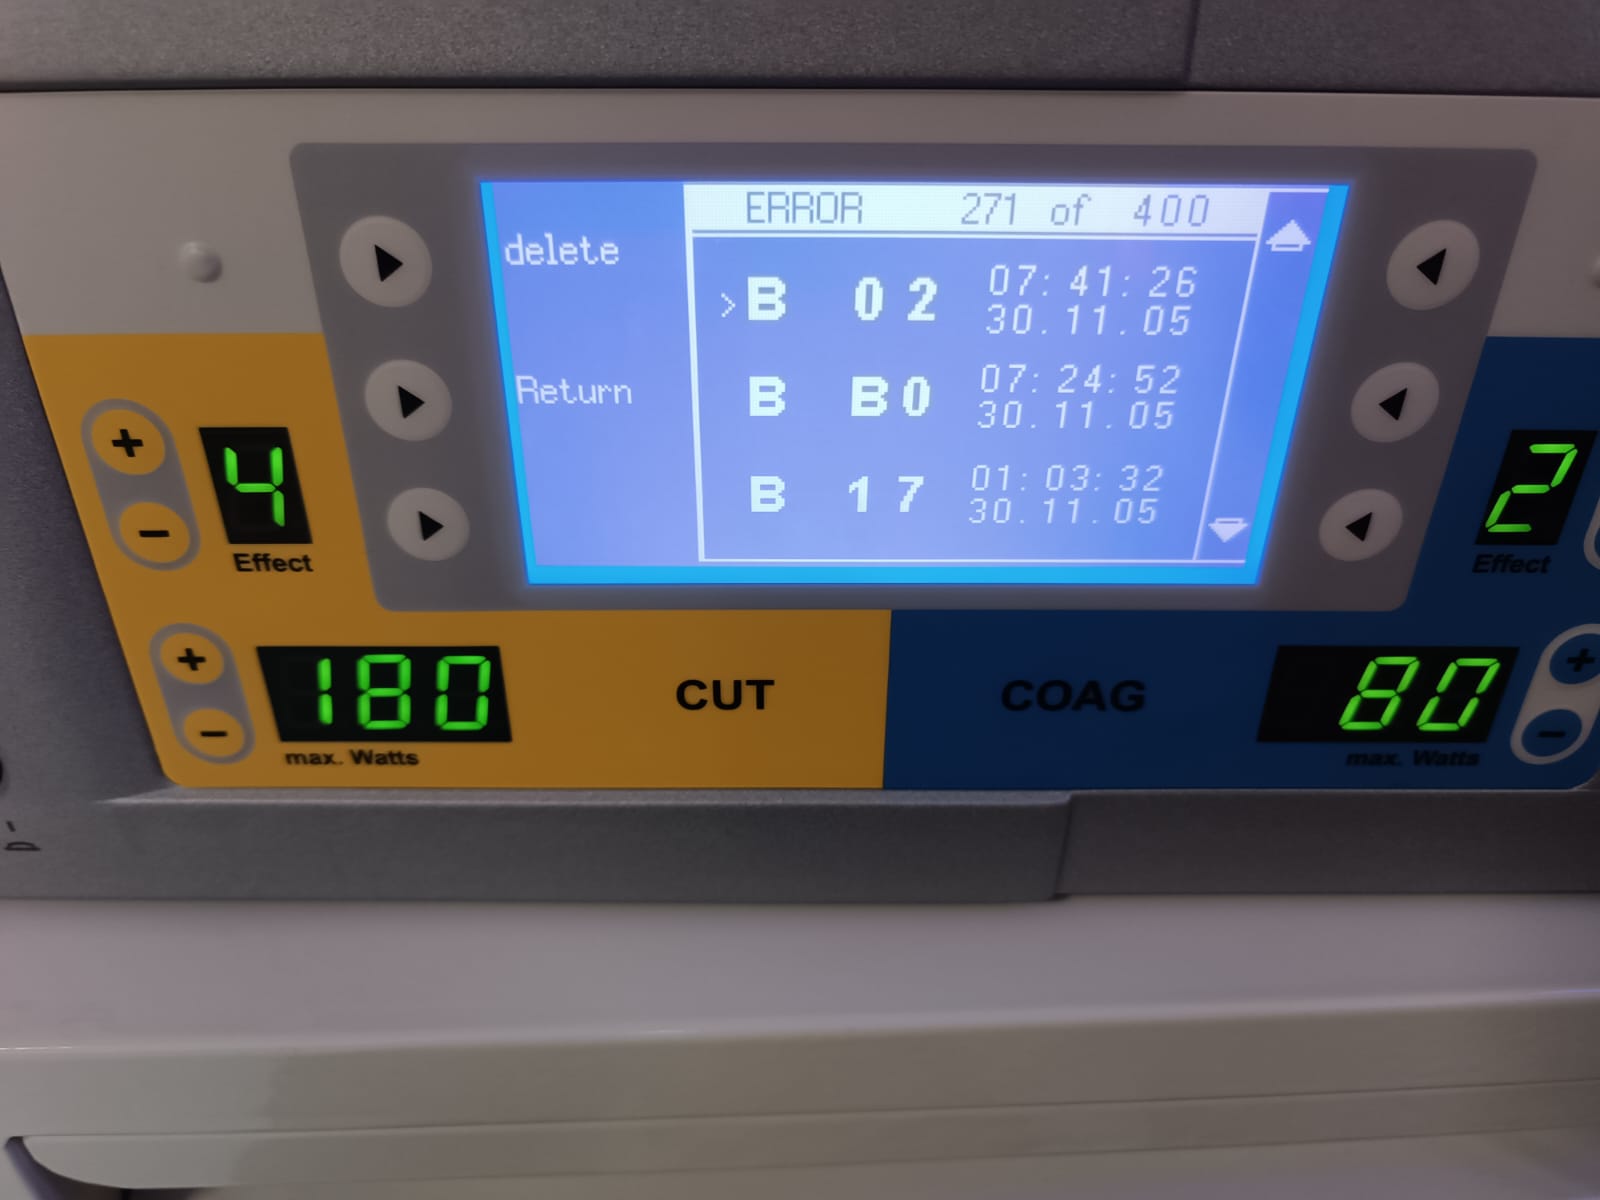 ERROR 271 of 400
delete
>B 02 07:41:26
30.11.05
Return
B B0 07:24:52
30.11.05
B 17 01:03:32
30.11.05
+
-
4
Effect
2
Effect
+
-
180
max. Watts
CUT
COAG
80
max. Watts
+
-